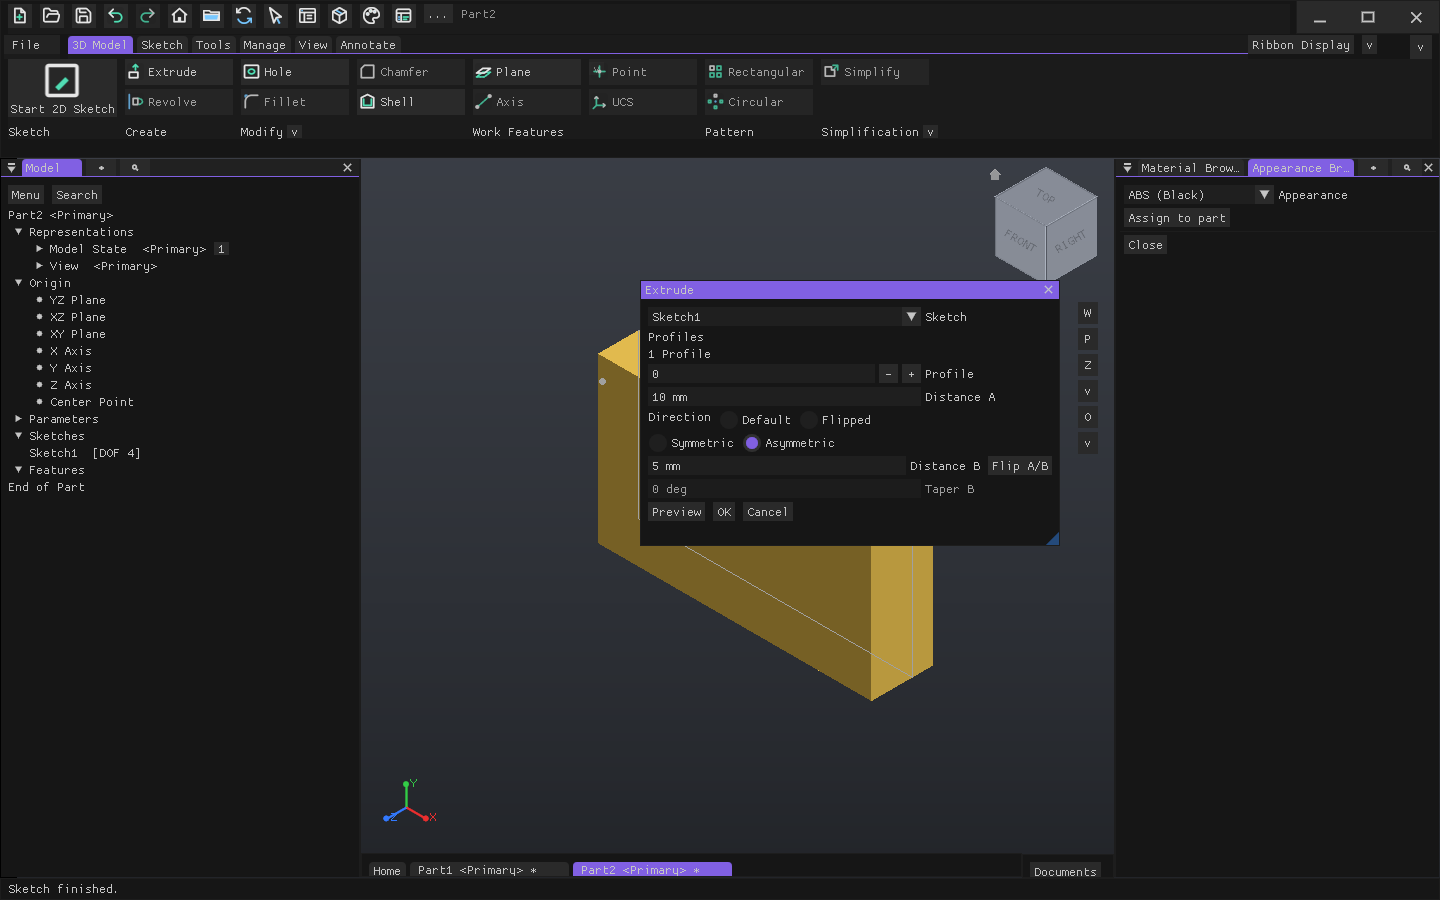 ... Part2
File 3D Model Sketch Tools Manage View Annotate Ribbon Display v v
Extrude Hole Chamfer Plane Point Rectangular Simplify
Start 2D Sketch Revolve Fillet Shell Axis UCS Circular
Sketch Create Modify v Work Features Pattern Simplification v
Model
Menu Search
Part2 <Primary>
Representations
Model State <Primary> 1
View <Primary>
Origin
YZ Plane
XZ Plane
XY Plane
X Axis
Y Axis
Z Axis
Center Point
Parameters
Sketches
Sketch1 [DOF 4]
Features
End of Part
TOP
FRONT RIGHT
Extrude
Sketch1 Sketch
Profiles
1 Profile
0 - + Profile
10 mm Distance A
Direction Default Flipped
Symmetric Asymmetric
5 mm Distance B Flip A/B
0 deg Taper B
Preview OK Cancel
W
P
Z
v
O
v
Y
Z X
Material Brow… Appearance Br…
ABS (Black) Appearance
Assign to part
Close
Home Part1 <Primary> * Part2 <Primary> * Documents
Sketch finished.